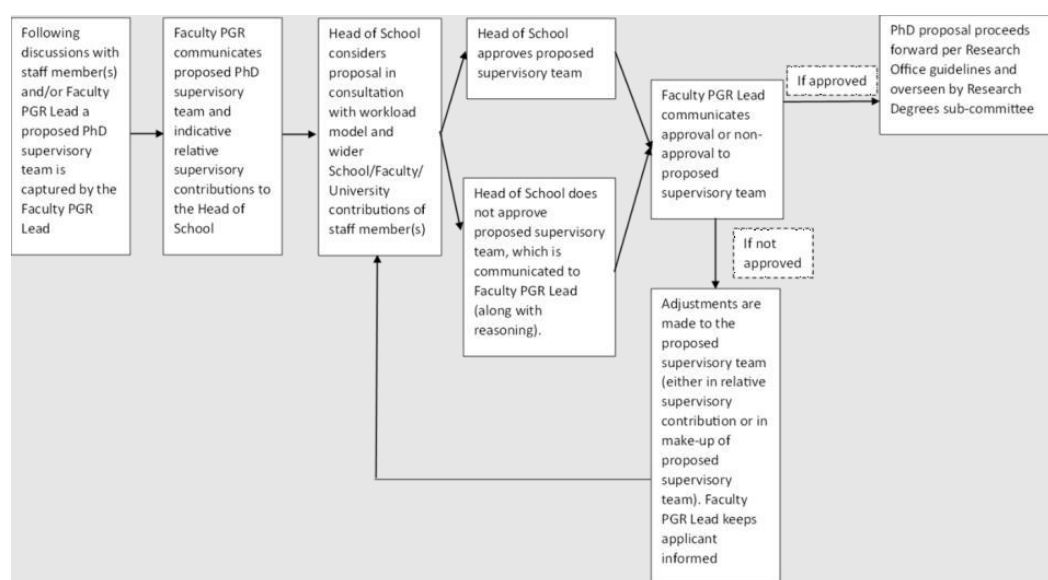 Following
discussions with
staff member(s)
and/or Faculty
PGR Lead a
proposed PhD
supervisory
team is
captured by the
Faculty PGR
Lead
Faculty PGR
communicates
proposed PhD
supervisory
team and
indicative
relative
supervisory
contributions to
the Head of
School
Head of School
considers
proposal in
consultation
with workload
model and
wider
School/Faculty/
University
contributions of
staff member(s)
Head of School
approves proposed
supervisory team
Head of School does
not approve
proposed supervisory
team, which is
communicated to
Faculty PGR Lead
(along with
reasoning).
Faculty PGR Lead
communicates
approval or non-
approval to
proposed
supervisory team
If approved
PhD proposal proceeds
forward per Research
Office guidelines and
overseen by Research
Degrees sub-committee
If not
approved
Adjustments are
made to the
proposed
supervisory team
(either in relative
supervisory
contribution or in
make-up of
proposed
supervisory
team). Faculty
PGR Lead keeps
applicant
informed